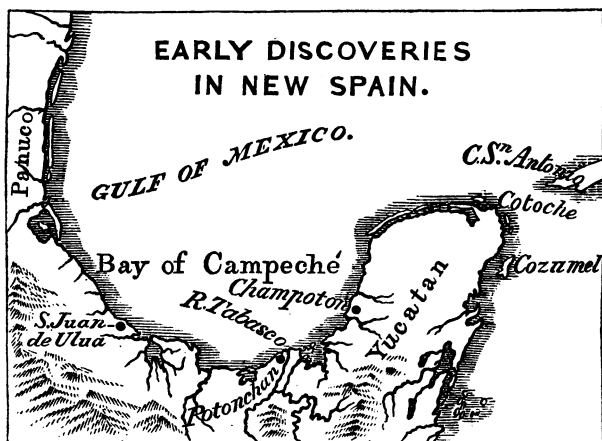 EARLY DISCOVERIES
IN NEW SPAIN.
Panuco
GULF OF MEXICO.
C. Sn. Antonio
Cotoche
Bay of Campeché
Cozumel
Champoton
R. Tabasco
Yucatan
S. Juan
de Ulua
Potonchan